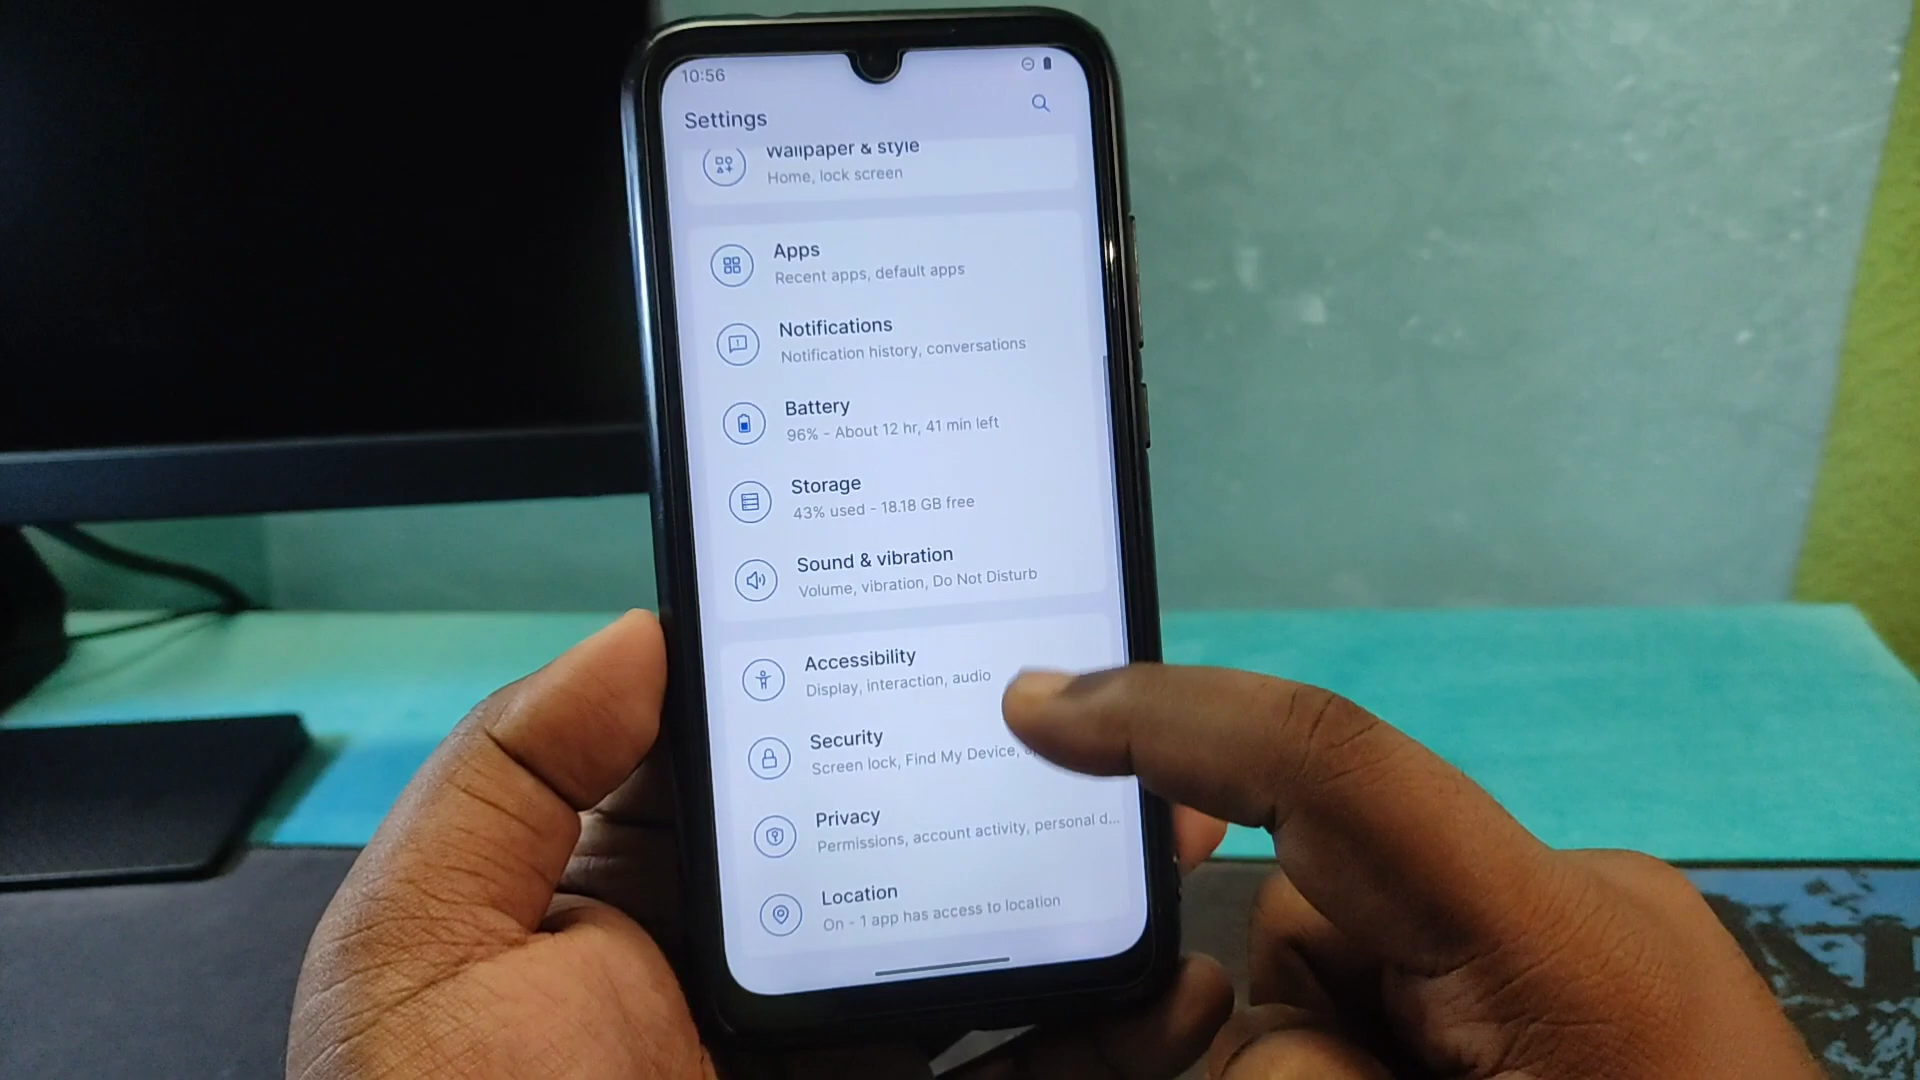 10:56
Settings
Wallpaper & style
Home, lock screen
Apps
Recent apps, default apps
Notifications
Notification history, conversations
Battery
96% - About 12 hr, 41 min left
Storage
43% used - 18.18 GB free
Sound & vibration
Volume, vibration, Do Not Disturb
Accessibility
Display, interaction, audio
Security
Screen lock, Find My Device,
Privacy
Permissions, account activity, personal d...
Location
On - 1 app has access to location